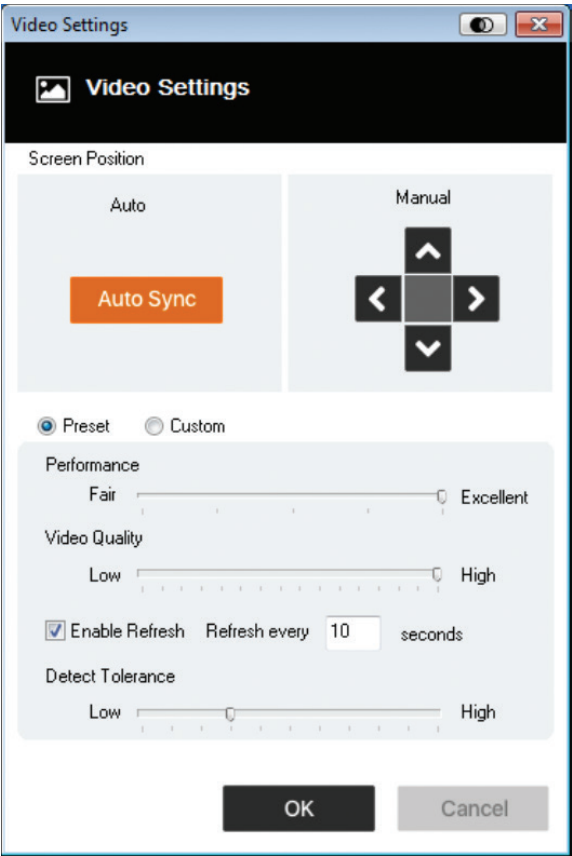 Video Settings
Video Settings
Screen Position
Auto
Manual
Auto Sync
Preset Custom
Performance
Fair Excellent
Video Quality
Low High
Enable Refresh Refresh every 10 seconds
Detect Tolerance
Low High
OK Cancel